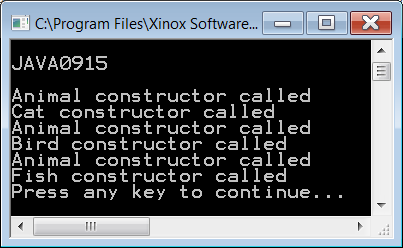 C:\Program Files\Xinox Software...
JAVA0915
Animal constructor called
Cat constructor called
Animal constructor called
Bird constructor called
Animal constructor called
Fish constructor called
Press any key to continue...